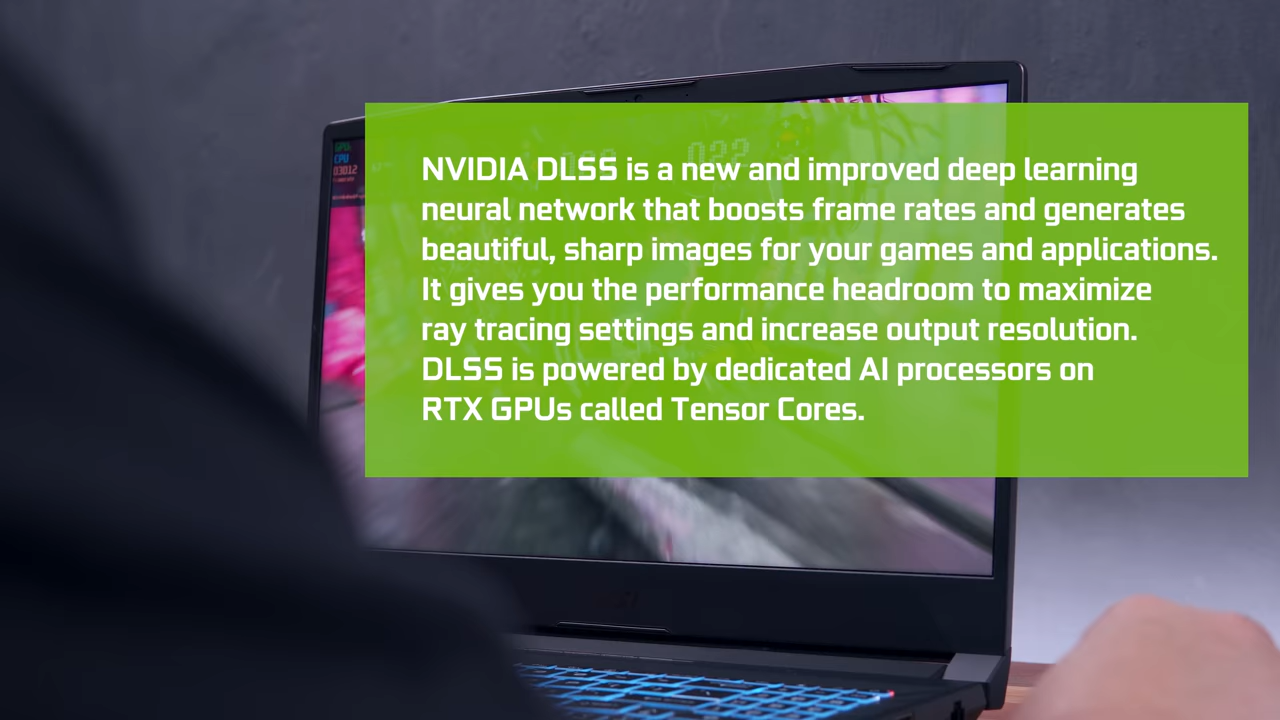 GPU
CPU
NVIDIA DLSS is a new and improved deep learning
neural network that boosts frame rates and generates
beautiful, sharp images for your games and applications.
It gives you the performance headroom to maximize
ray tracing settings and increase output resolution.
DLSS is powered by dedicated AI processors on
RTX GPUs called Tensor Cores.